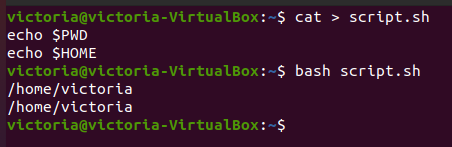 victoria@victoria-VirtualBox:~$ cat > script.sh
echo $PWD
echo $HOME
victoria@victoria-VirtualBox:~$ bash script.sh
/home/victoria
/home/victoria
victoria@victoria-VirtualBox:~$